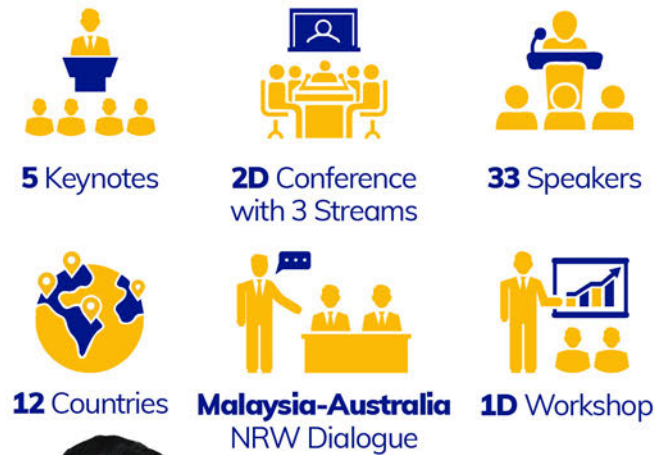 5 Keynotes
2D Conference
with 3 Streams
33 Speakers
12 Countries
Malaysia-Australia
NRW Dialogue
1D Workshop